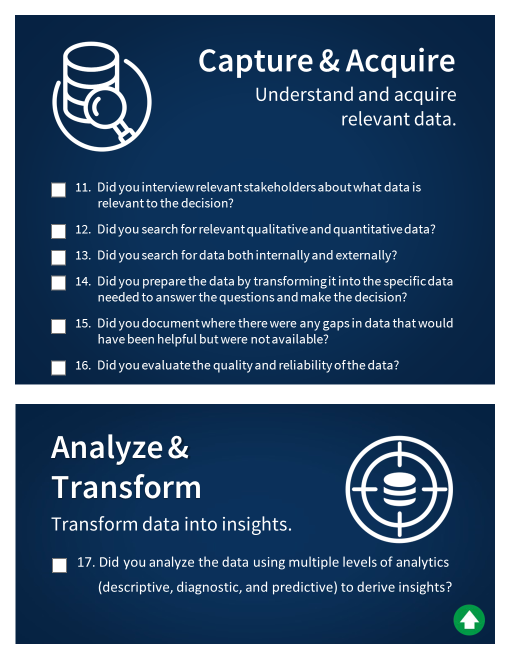 Capture & Acquire
Understand and acquire
relevant data.
11. Did you interview relevant stakeholders about what data is
relevant to the decision?
12. Did you search for relevant qualitative and quantitative data?
13. Did you search for data both internally and externally?
14. Did you prepare the data by transforming it into the specific data
needed to answer the questions and make the decision?
15. Did you document where there were any gaps in data that would
have been helpful but were not available?
16. Did you evaluate the quality and reliability of the data?
Analyze &
Transform
Transform data into insights.
17. Did you analyze the data using multiple levels of analytics
(descriptive, diagnostic, and predictive) to derive insights?